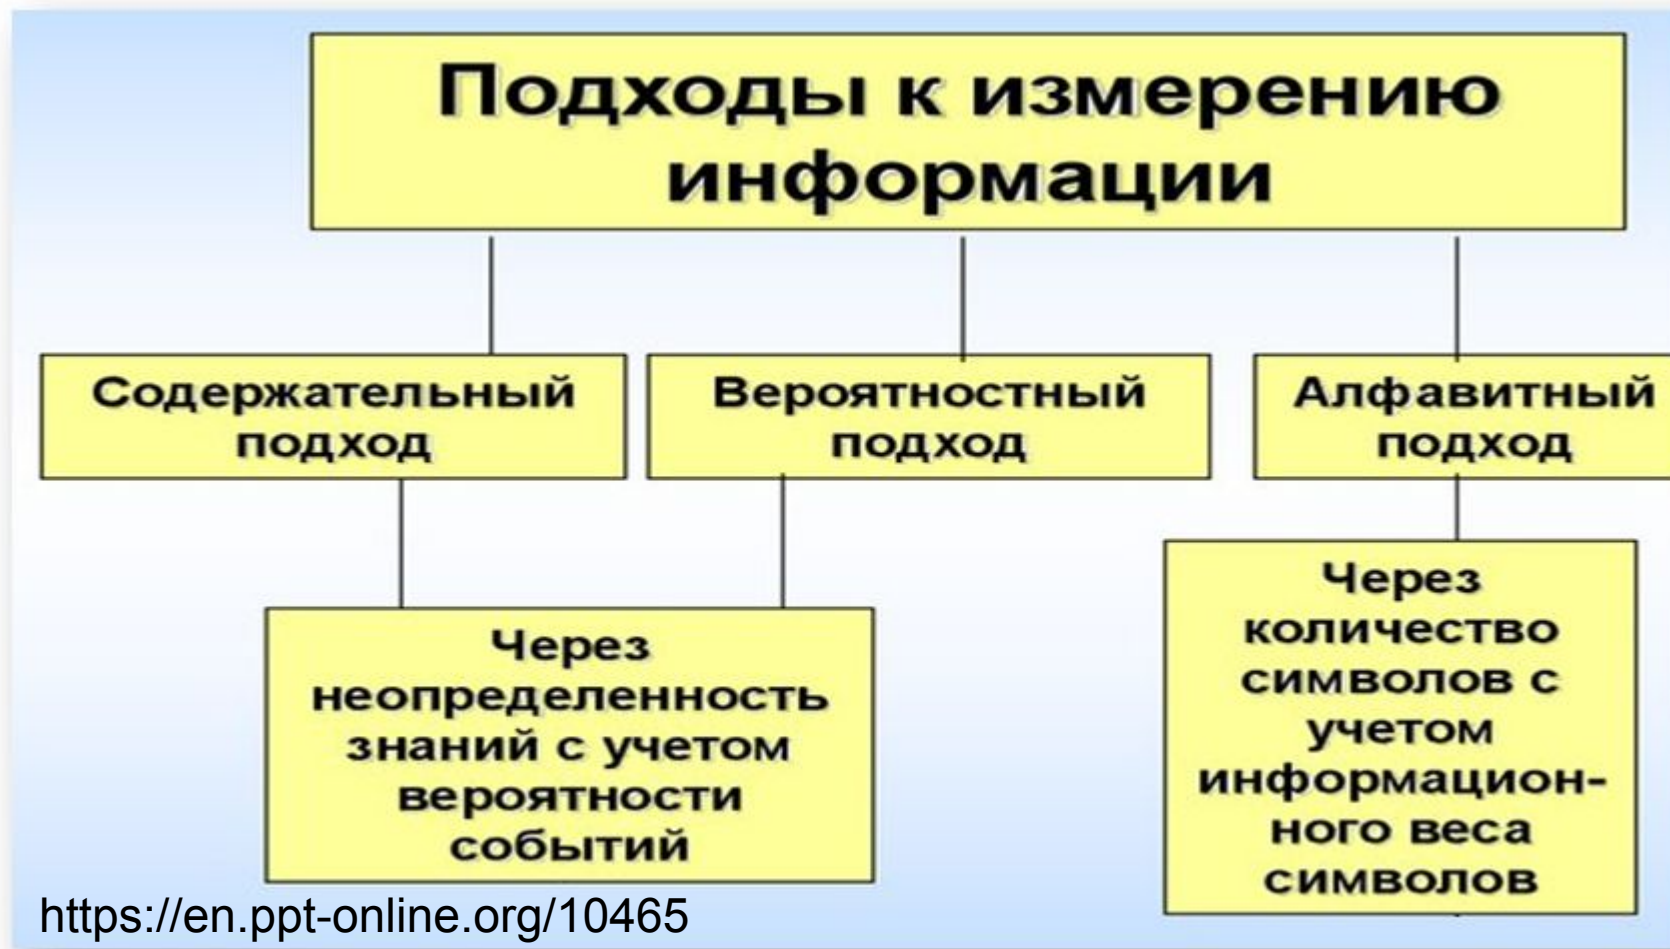 Подходы к измерению
информации
Содержательный
подход
Вероятностный
подход
Алфавитный
подход
Через
неопределенность
знаний с учетом
вероятности
событий
Через
количество
символов с
учетом
информацион-
ного веса
символов
https://en.ppt-online.org/10465